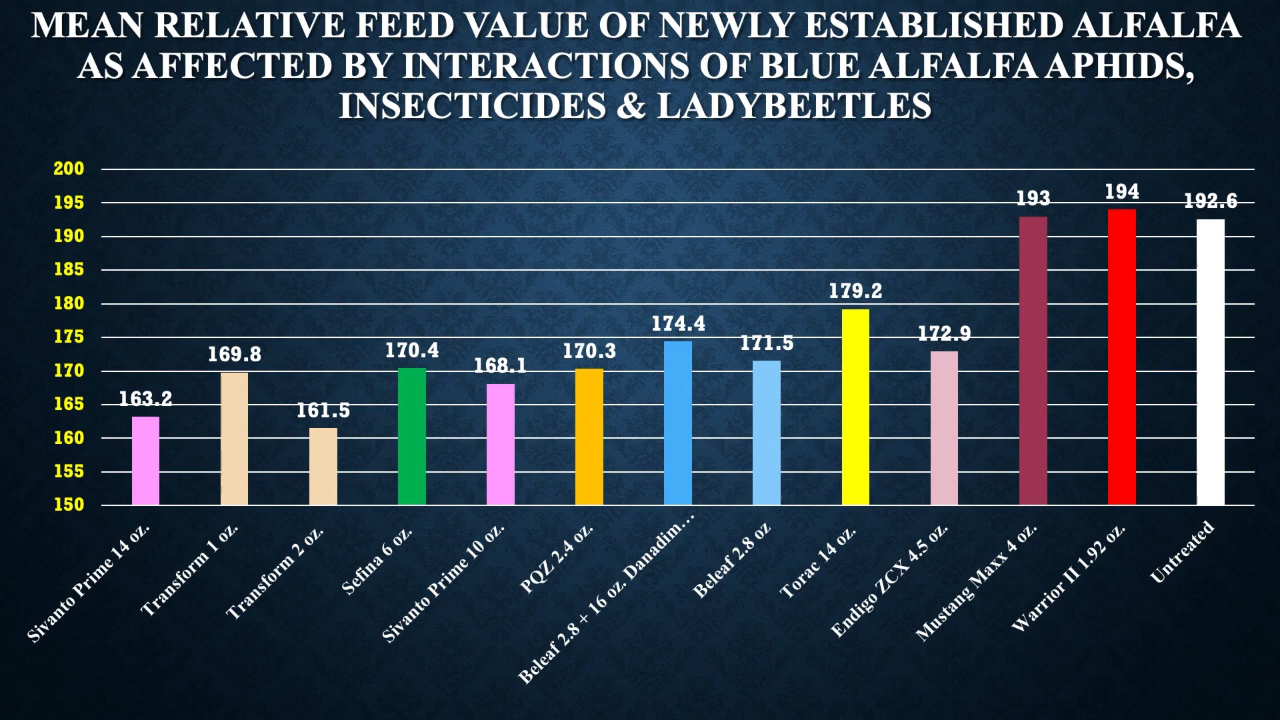 MEAN RELATIVE FEED VALUE OF NEWLY ESTABLISHED ALFALFA
AS AFFECTED BY INTERACTIONS OF BLUE ALFALFA APHIDS,
INSECTICIDES & LADYBEETLES
200
195
190
185
180
175
170
165
160
155
150
163.2
169.8
161.5
170.4
168.1
170.3
174.4
171.5
179.2
172.9
193
194
192.6
Sivanto Prime 14 oz.
Transform 1 oz.
Transform 2 oz.
Sefina 6 oz.
Sivanto Prime 10 oz.
PQZ 2.4 oz.
Beleaf 2.8 + 16 oz. Danadim…
Beleaf 2.8 oz
Torac 14 oz.
Endigo ZCX 4.5 oz.
Mustang Maxx 4 oz.
Warrior II 1.92 oz.
Untreated